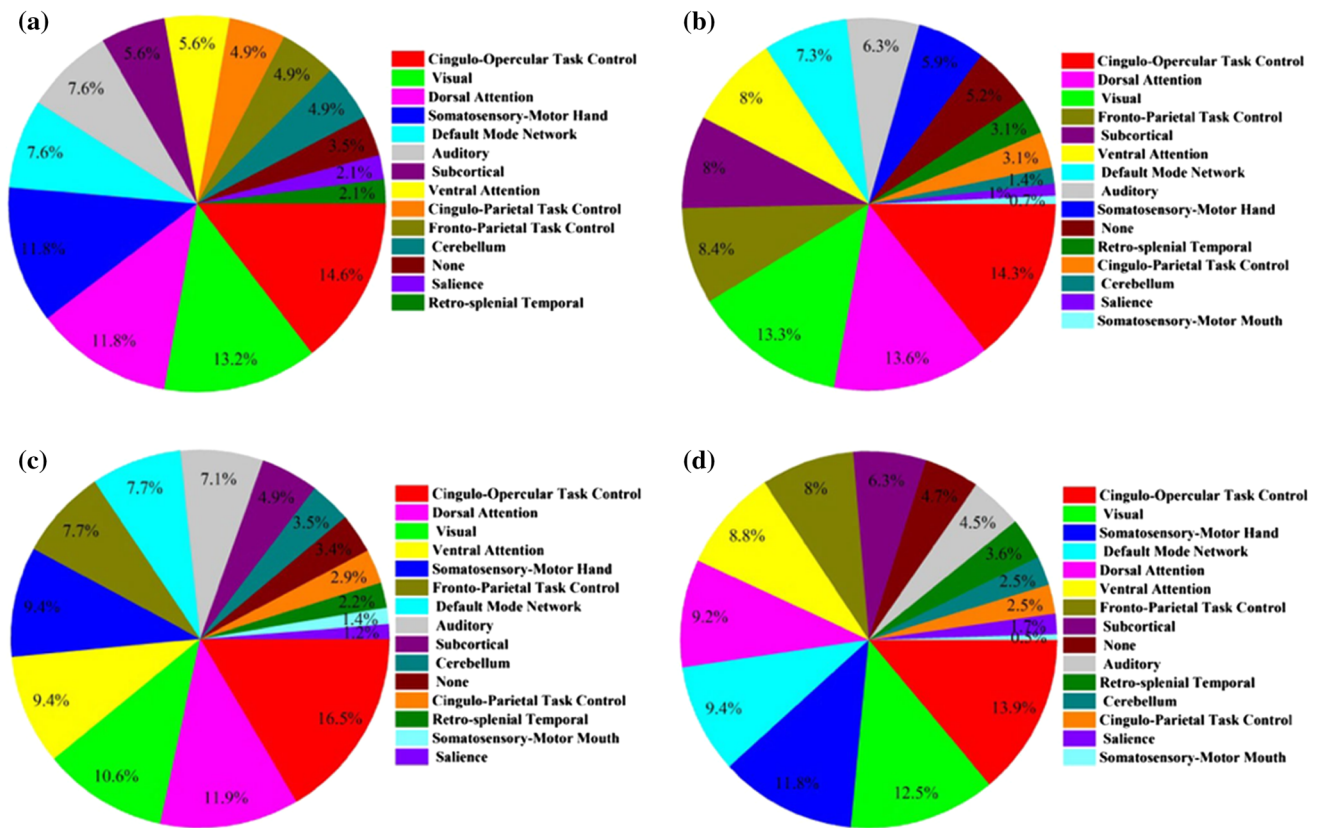 (a)
5.6%
5.6%
4.9%
4.9%
4.9%
3.5%
2.1%
2.1%
14.6%
13.2%
11.8%
11.8%
7.6%
7.6%
Cingulo-Opercular Task Control
Visual
Dorsal Attention
Somatosensory-Motor Hand
Default Mode Network
Auditory
Subcortical
Ventral Attention
Cingulo-Parietal Task Control
Fronto-Parietal Task Control
Cerebellum
None
Salience
Retro-splenial Temporal
(b)
7.3%
6.3%
5.9%
5.2%
3.1%
3.1%
1.4%
1%
0.7%
14.3%
13.6%
13.3%
8.4%
8%
8%
Cingulo-Opercular Task Control
Dorsal Attention
Visual
Fronto-Parietal Task Control
Subcortical
Ventral Attention
Default Mode Network
Auditory
Somatosensory-Motor Hand
None
Retro-splenial Temporal
Cingulo-Parietal Task Control
Cerebellum
Salience
Somatosensory-Motor Mouth
(c)
7.7%
7.1%
4.9%
3.5%
3.4%
2.9%
2.2%
1.4%
1.2%
16.5%
11.9%
10.6%
9.4%
9.4%
7.7%
Cingulo-Opercular Task Control
Dorsal Attention
Visual
Ventral Attention
Somatosensory-Motor Hand
Fronto-Parietal Task Control
Default Mode Network
Auditory
Subcortical
Cerebellum
None
Cingulo-Parietal Task Control
Retro-splenial Temporal
Somatosensory-Motor Mouth
Salience
(d)
8%
6.3%
4.7%
4.5%
3.6%
2.5%
2.5%
1.7%
0.5%
13.9%
12.5%
11.8%
9.4%
9.2%
8.8%
Cingulo-Opercular Task Control
Visual
Somatosensory-Motor Hand
Default Mode Network
Dorsal Attention
Ventral Attention
Fronto-Parietal Task Control
Subcortical
None
Auditory
Retro-splenial Temporal
Cerebellum
Cingulo-Parietal Task Control
Salience
Somatosensory-Motor Mouth